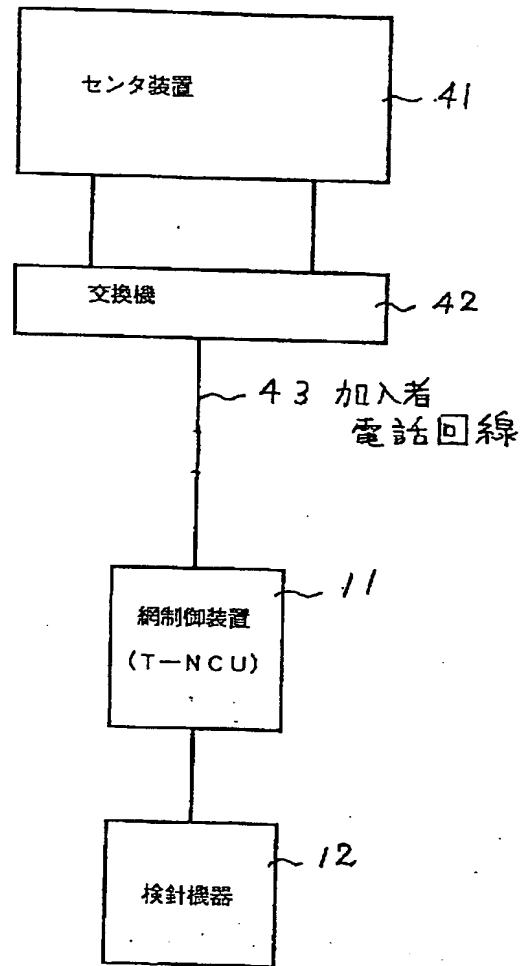 センタ装置
41
交換機
42
43 加入者
電話回線
11
網制御装置
(T-NCU)
12
検針機器